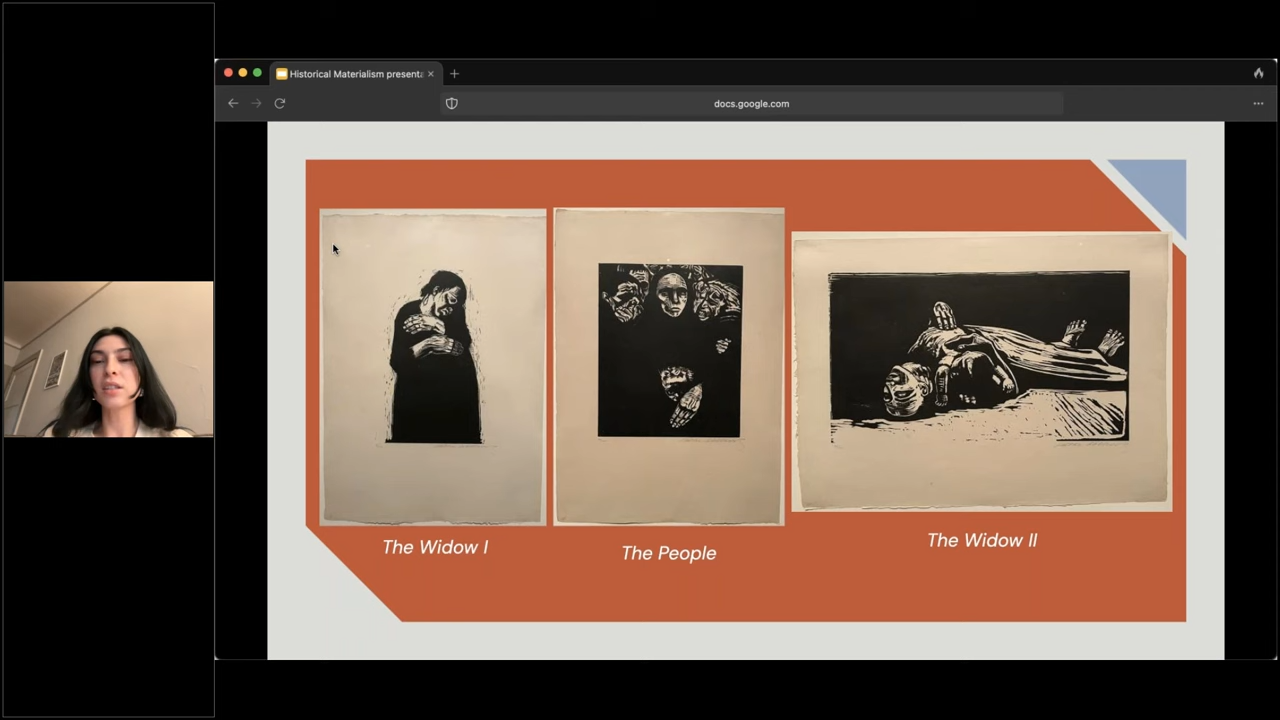 Historical Materialism present
docs.google.com
The Widow I
The People
The Widow II